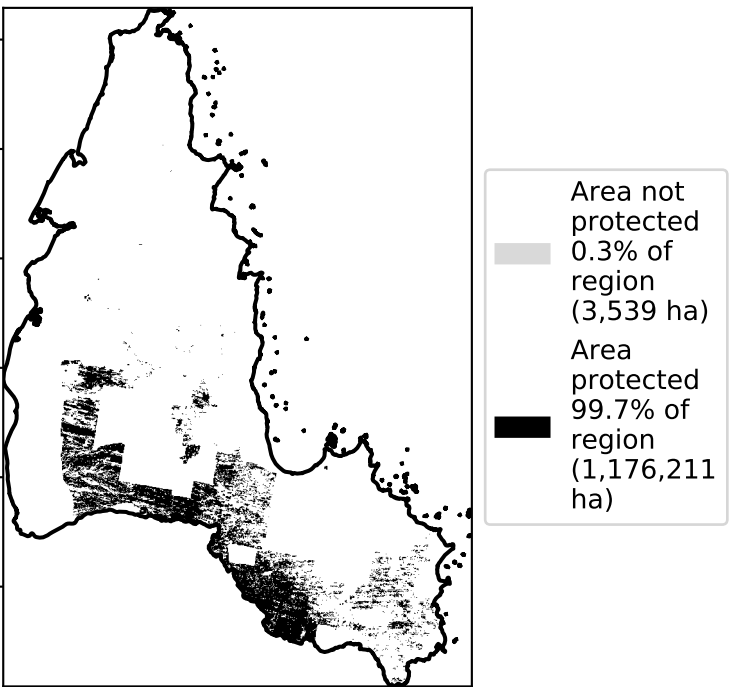 Area not
protected
0.3% of
region
(3,539 ha)
Area
protected
99.7% of
region
(1,176,211
ha)